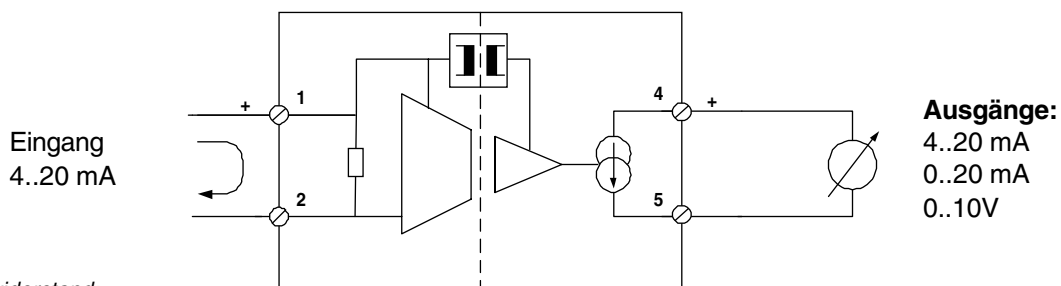 Eingang
4..20 mA
+
1
2
4
+
5
Ausgänge:
4..20 mA
0..20 mA
0..10V